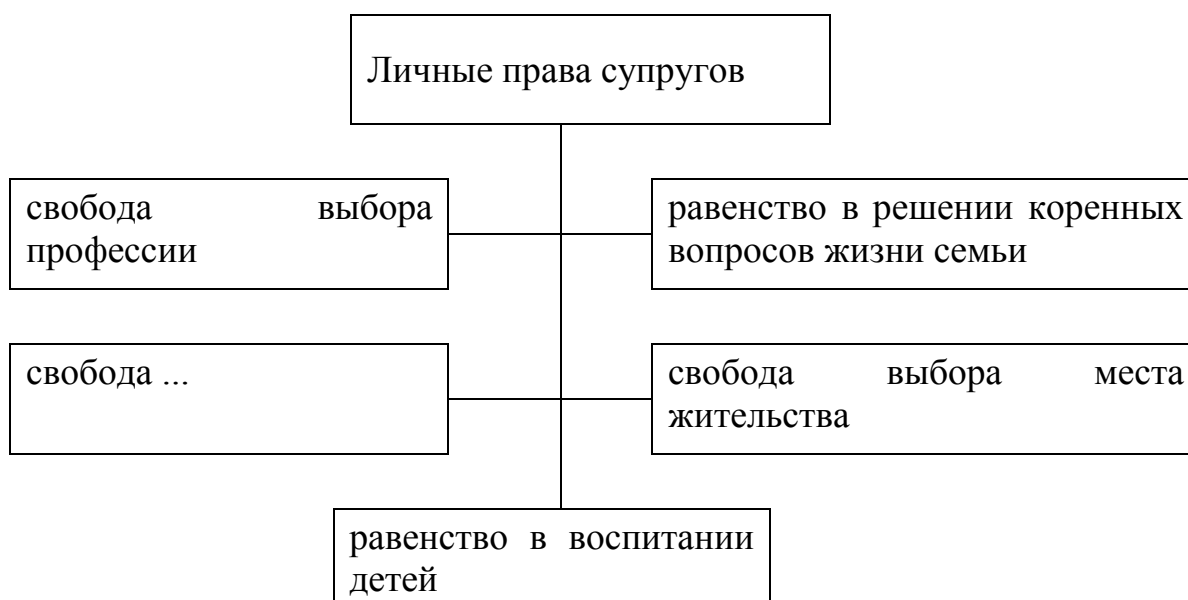 Личные права супругов
свобода выбора
профессии
равенство в решении коренных
вопросов жизни семьи
свобода ...
свобода выбора места
жительства
равенство в воспитании
детей